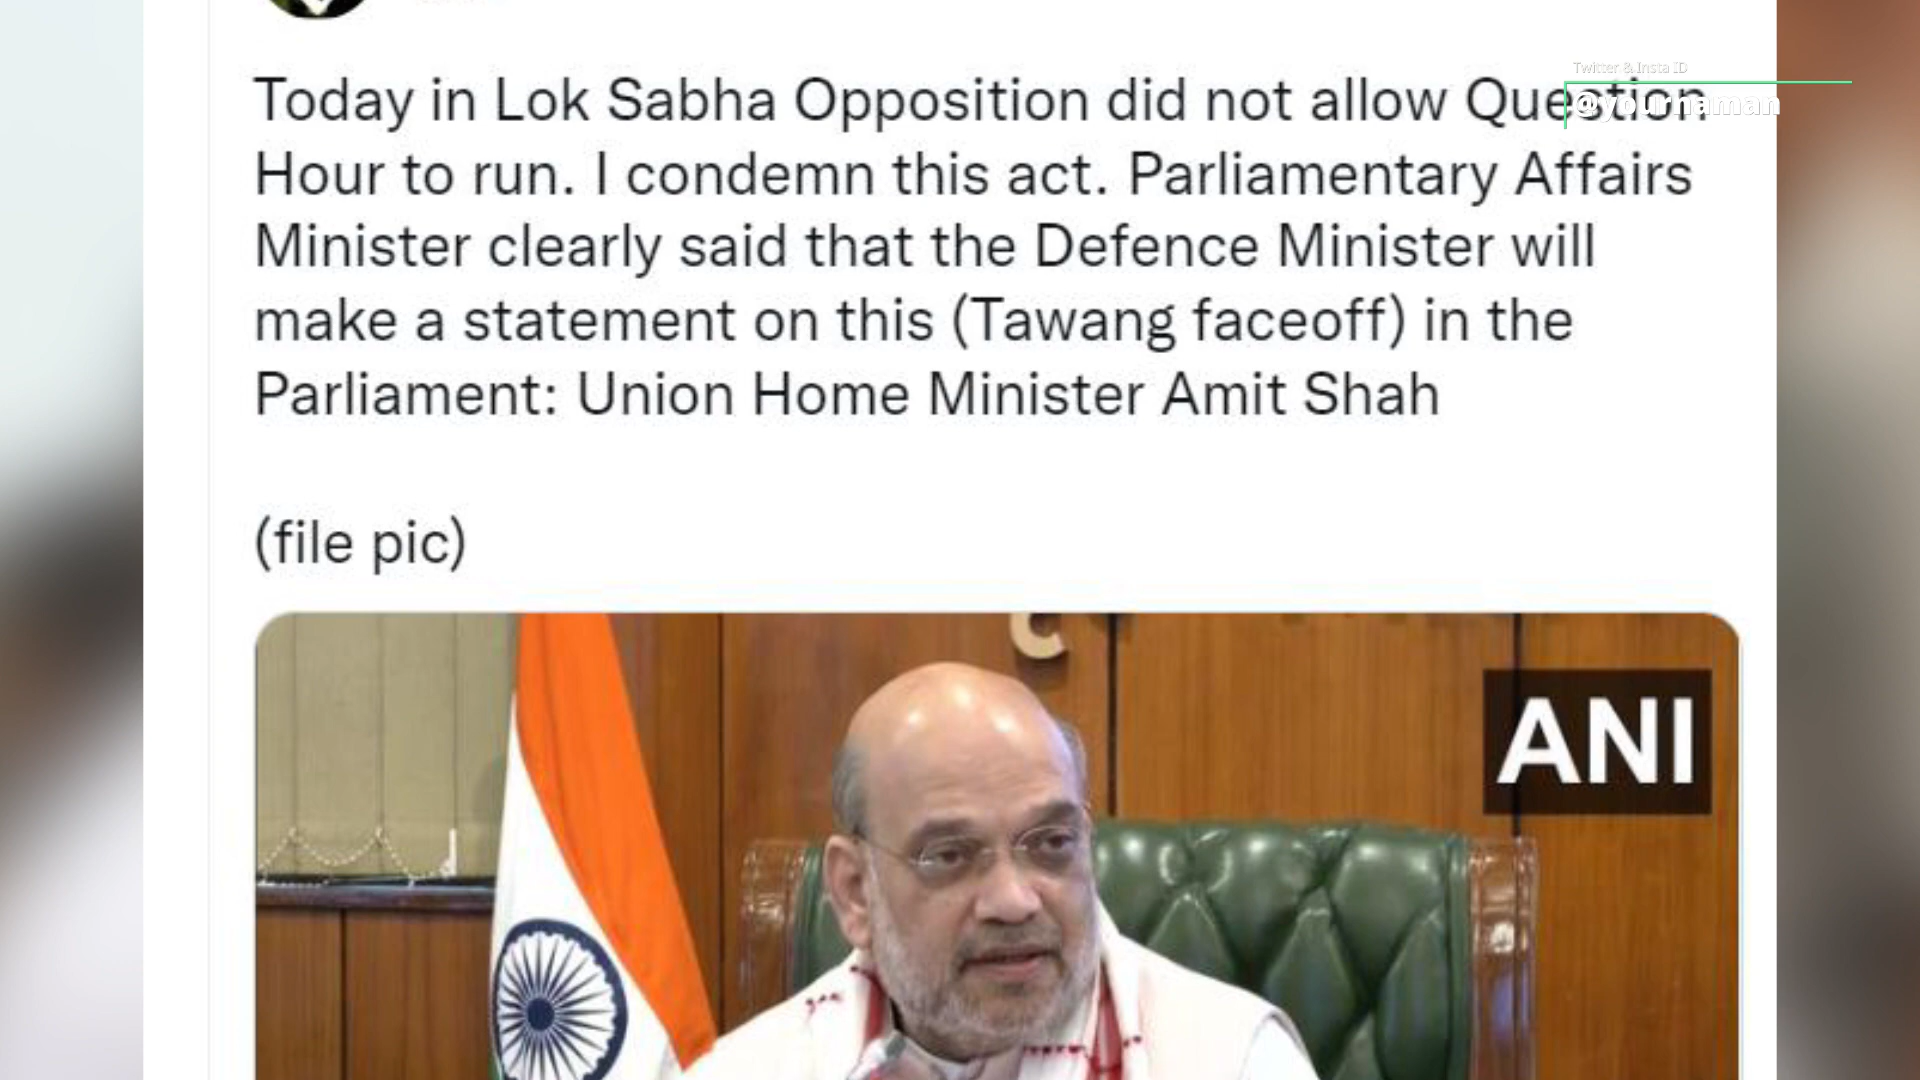 Twitter & Insta ID
@yournaman
Today in Lok Sabha Opposition did not allow Question
Hour to run. I condemn this act. Parliamentary Affairs
Minister clearly said that the Defence Minister will
make a statement on this (Tawang faceoff) in the
Parliament: Union Home Minister Amit Shah
(file pic)
C
ANI